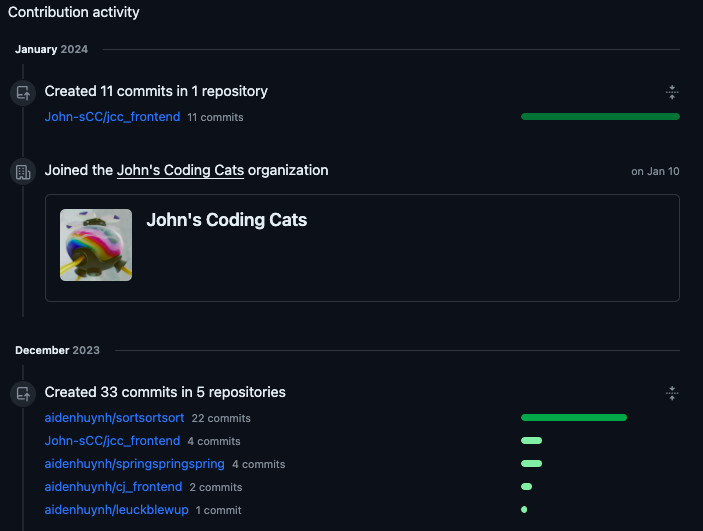 Contribution activity
January 2024
Created 11 commits in 1 repository
John-sCC/jcc_frontend 11 commits
Joined the John's Coding Cats organization on Jan 10
John's Coding Cats
December 2023
Created 33 commits in 5 repositories
aidenhuynh/sortsortsort 22 commits
John-sCC/jcc_frontend 4 commits
aidenhuynh/springspringspring 4 commits
aidenhuynh/cj_frontend 2 commits
aidenhuynh/leuckblewup 1 commit